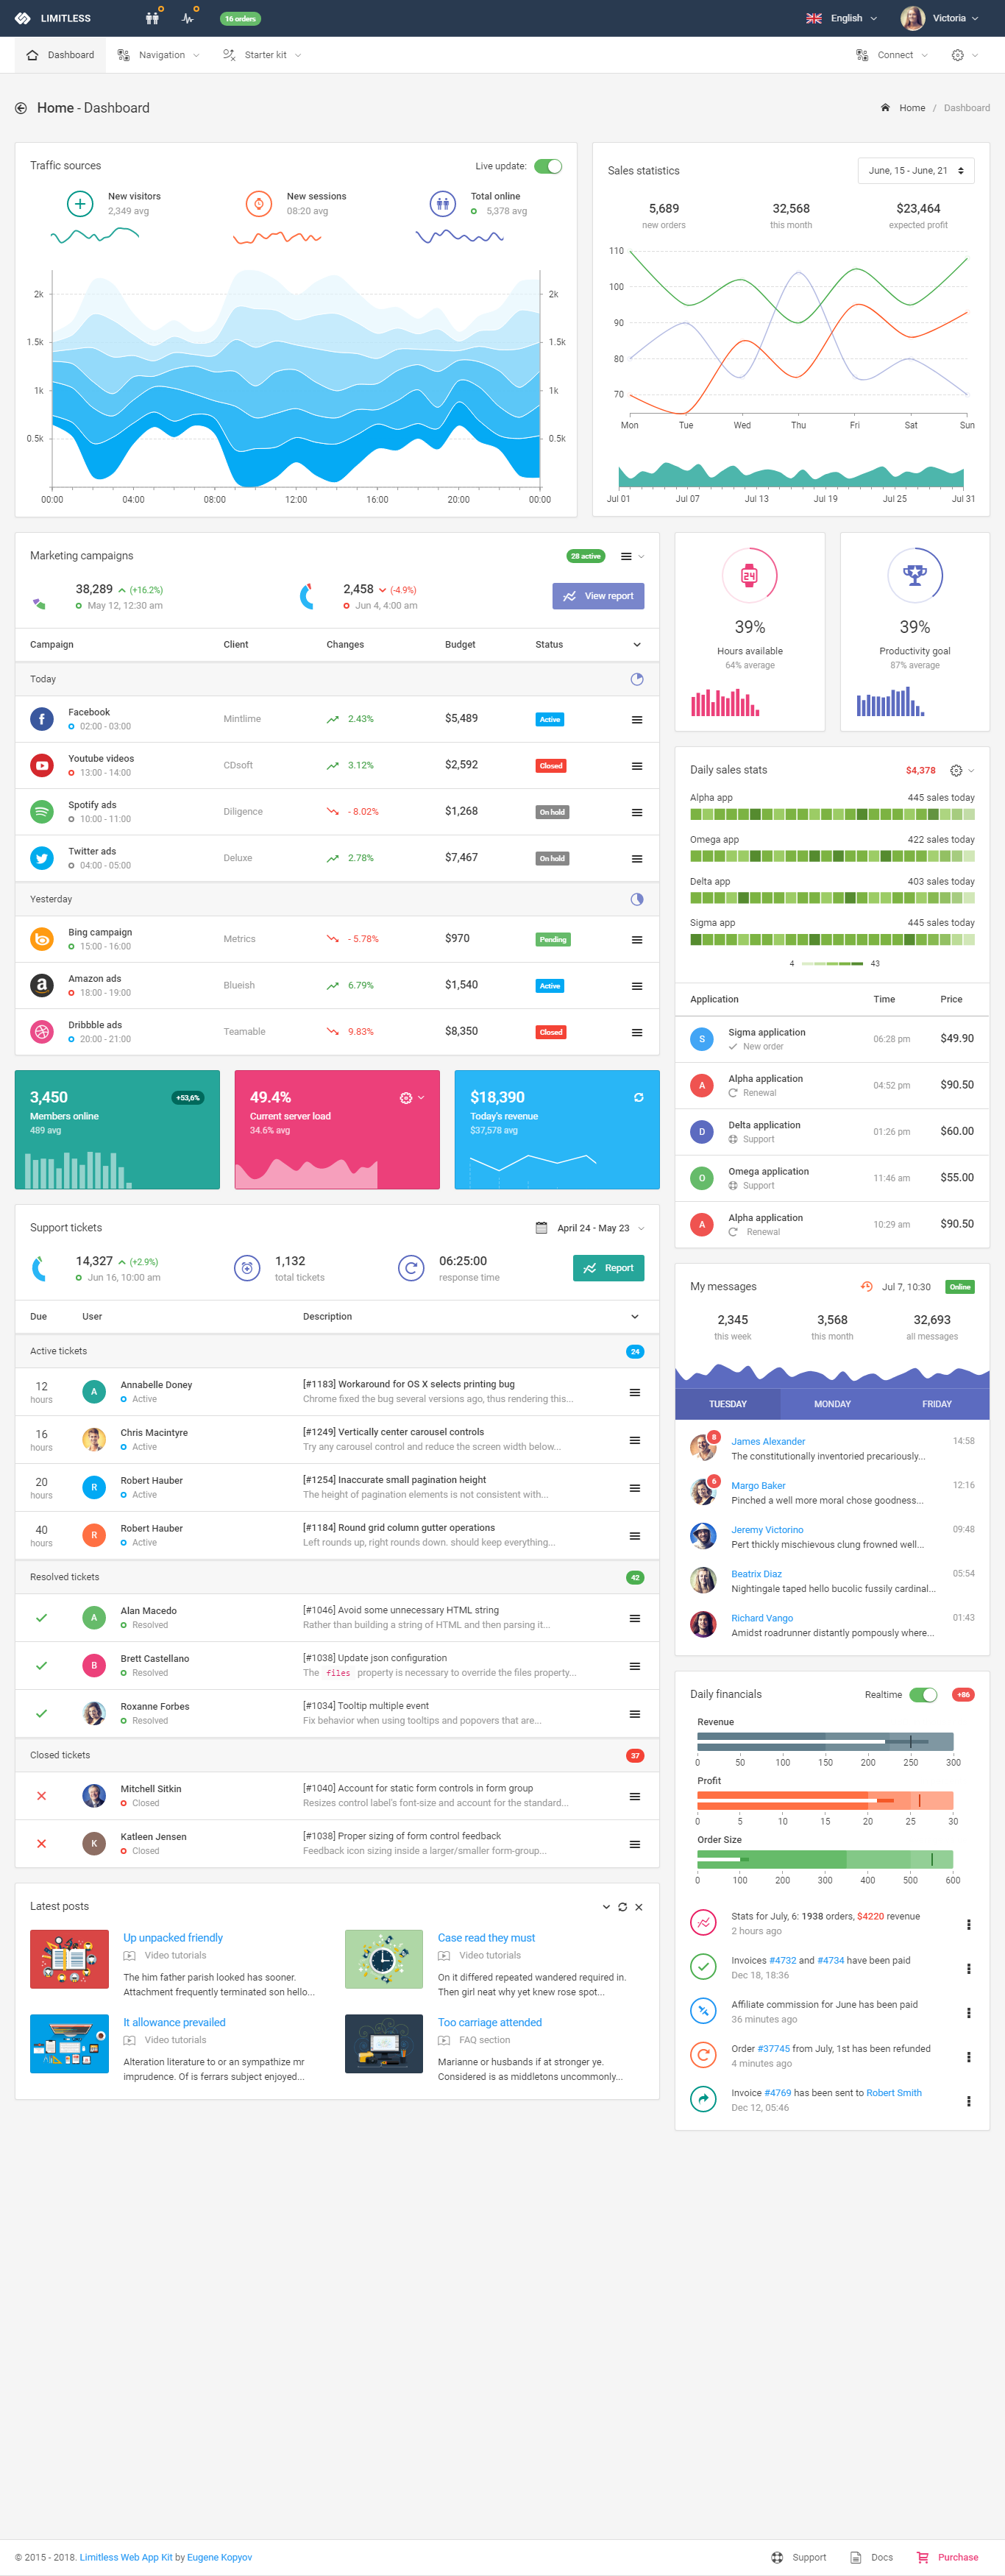 LIMITLESS
16 orders
English
Victoria
Dashboard
Navigation
Starter kit
Connect
Home - Dashboard
Home / Dashboard
Traffic sources
Live update:
New visitors
2,349 avg
New sessions
08:20 avg
Total online
5,378 avg
2k
1.5k
1k
0.5k
2k
1.5k
1k
0.5k
00:00 04:00 08:00 12:00 16:00 20:00 00:00
Sales statistics
June, 15 - June, 21
5,689
new orders
32,568
this month
$23,464
expected profit
110
100
90
80
70
Mon Tue Wed Thu Fri Sat Sun
Jul 01 Jul 07 Jul 13 Jul 19 Jul 25 Jul 31
Marketing campaigns
28 active
38,289 (+16.2%)
May 12, 12:30 am
2,458 (-4.9%)
Jun 4, 4:00 am
View report
Campaign Client Changes Budget Status
Today
Facebook
02:00 - 03:00
Mintlime 2.43% $5,489 Active
Youtube videos
13:00 - 14:00
CDsoft 3.12% $2,592 Closed
Spotify ads
10:00 - 11:00
Diligence - 8.02% $1,268 On hold
Twitter ads
04:00 - 05:00
Deluxe 2.78% $7,467 On hold
Yesterday
Bing campaign
15:00 - 16:00
Metrics - 5.78% $970 Pending
Amazon ads
18:00 - 19:00
Blueish 6.79% $1,540 Active
Dribbble ads
20:00 - 21:00
Teamable 9.83% $8,350 Closed
24
39%
Hours available
64% average
39%
Productivity goal
87% average
Daily sales stats
$4,378
Alpha app 445 sales today
Omega app 422 sales today
Delta app 403 sales today
Sigma app 445 sales today
4 43
Application Time Price
S
Sigma application
New order
06:28 pm $49.90
A
Alpha application
Renewal
04:52 pm $90.50
D
Delta application
Support
01:26 pm $60.00
O
Omega application
Support
11:46 am $55.00
A
Alpha application
Renewal
10:29 am $90.50
3,450
+53,6%
Members online
489 avg
49.4%
Current server load
34.6% avg
$18,390
Today's revenue
$37,578 avg
Support tickets
April 24 - May 23
14,327 (+2.9%)
Jun 16, 10:00 am
1,132
total tickets
06:25:00
response time
Report
Due User Description
Active tickets 24
12
hours
A
Annabelle Doney
Active
[#1183] Workaround for OS X selects printing bug
Chrome fixed the bug several versions ago, thus rendering this...
16
hours
Chris Macintyre
Active
[#1249] Vertically center carousel controls
Try any carousel control and reduce the screen width below...
20
hours
R
Robert Hauber
Active
[#1254] Inaccurate small pagination height
The height of pagination elements is not consistent with...
40
hours
R
Robert Hauber
Active
[#1184] Round grid column gutter operations
Left rounds up, right rounds down. should keep everything...
Resolved tickets 42
A
Alan Macedo
Resolved
[#1046] Avoid some unnecessary HTML string
Rather than building a string of HTML and then parsing it...
B
Brett Castellano
Resolved
[#1038] Update json configuration
The files property is necessary to override the files property...
Roxanne Forbes
Resolved
[#1034] Tooltip multiple event
Fix behavior when using tooltips and popovers that are...
Closed tickets 37
Mitchell Sitkin
Closed
[#1040] Account for static form controls in form group
Resizes control label's font-size and account for the standard...
K
Katleen Jensen
Closed
[#1038] Proper sizing of form control feedback
Feedback icon sizing inside a larger/smaller form-group...
My messages
Jul 7, 10:30
Online
2,345
this week
3,568
this month
32,693
all messages
TUESDAY MONDAY FRIDAY
8
James Alexander 14:58
The constitutionally inventoried precariously...
6
Margo Baker 12:16
Pinched a well more moral chose goodness...
Jeremy Victorino 09:48
Pert thickly mischievous clung frowned well...
Beatrix Diaz 05:54
Nightingale taped hello bucolic fussily cardinal...
Richard Vango 01:43
Amidst roadrunner distantly pompously where...
Daily financials
Realtime
+86
Revenue
0 50 100 150 200 250 300
Profit
0 5 10 15 20 25 30
Order Size
0 100 200 300 400 500 600
Stats for July, 6: 1938 orders, $4220 revenue
2 hours ago
Invoices #4732 and #4734 have been paid
Dec 18, 18:36
Affiliate commission for June has been paid
36 minutes ago
Order #37745 from July, 1st has been refunded
4 minutes ago
Invoice #4769 has been sent to Robert Smith
Dec 12, 05:46
Latest posts
Up unpacked friendly
Video tutorials
The him father parish looked has sooner.
Attachment frequently terminated son hello...
Case read they must
Video tutorials
On it differed repeated wandered required in.
Then girl neat why yet knew rose spot...
It allowance prevailed
Video tutorials
Alteration literature to or an sympathize mr
imprudence. Of is ferrars subject enjoyed...
Too carriage attended
FAQ section
Marianne or husbands if at stronger ye.
Considered is as middletons uncommonly...
© 2015 - 2018. Limitless Web App Kit by Eugene Kopyov
Support
Docs
Purchase